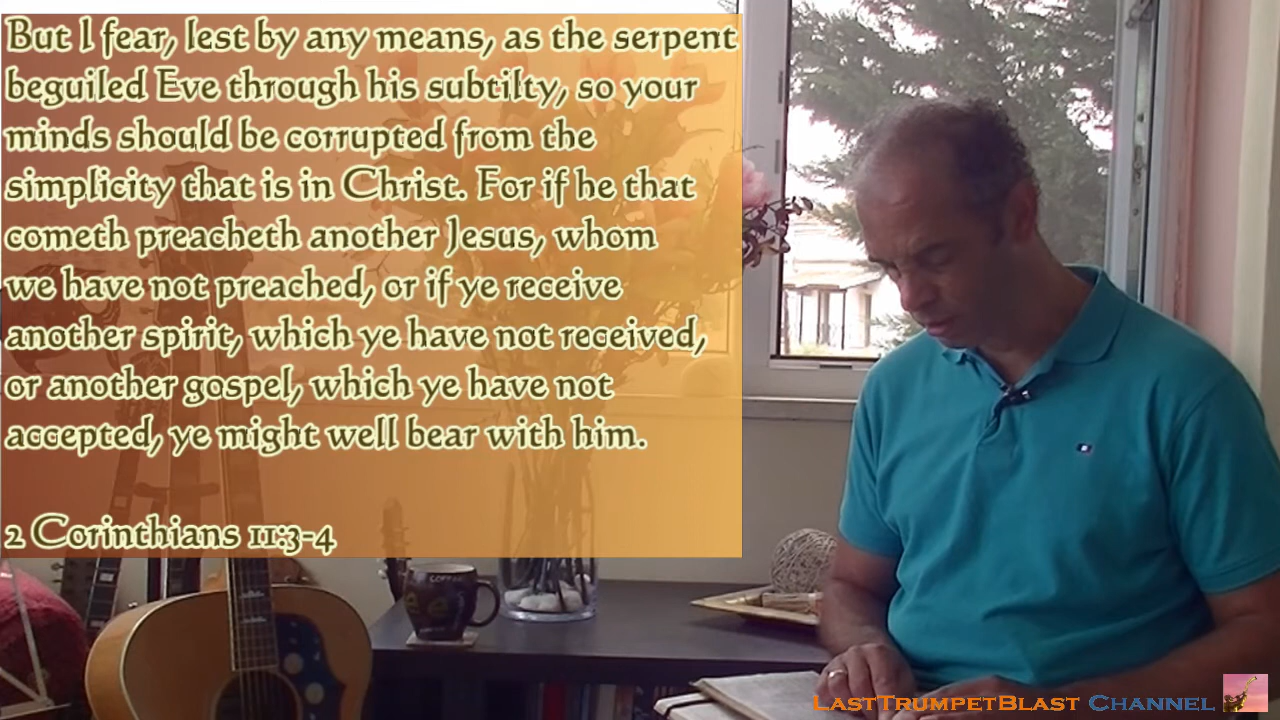 But I fear, lest by any means, as the serpent
beguiled Eve through his subtilty, so your
minds should be corrupted from the
simplicity that is in Christ. For if he that
cometh preacheth another Jesus, whom
we have not preached, or if ye receive
another spirit, which ye have not received,
or another gospel, which ye have not
accepted, ye might well bear with him.
2 Corinthians 11:3-4
COFFEE
LastTrumpetBlast Channel